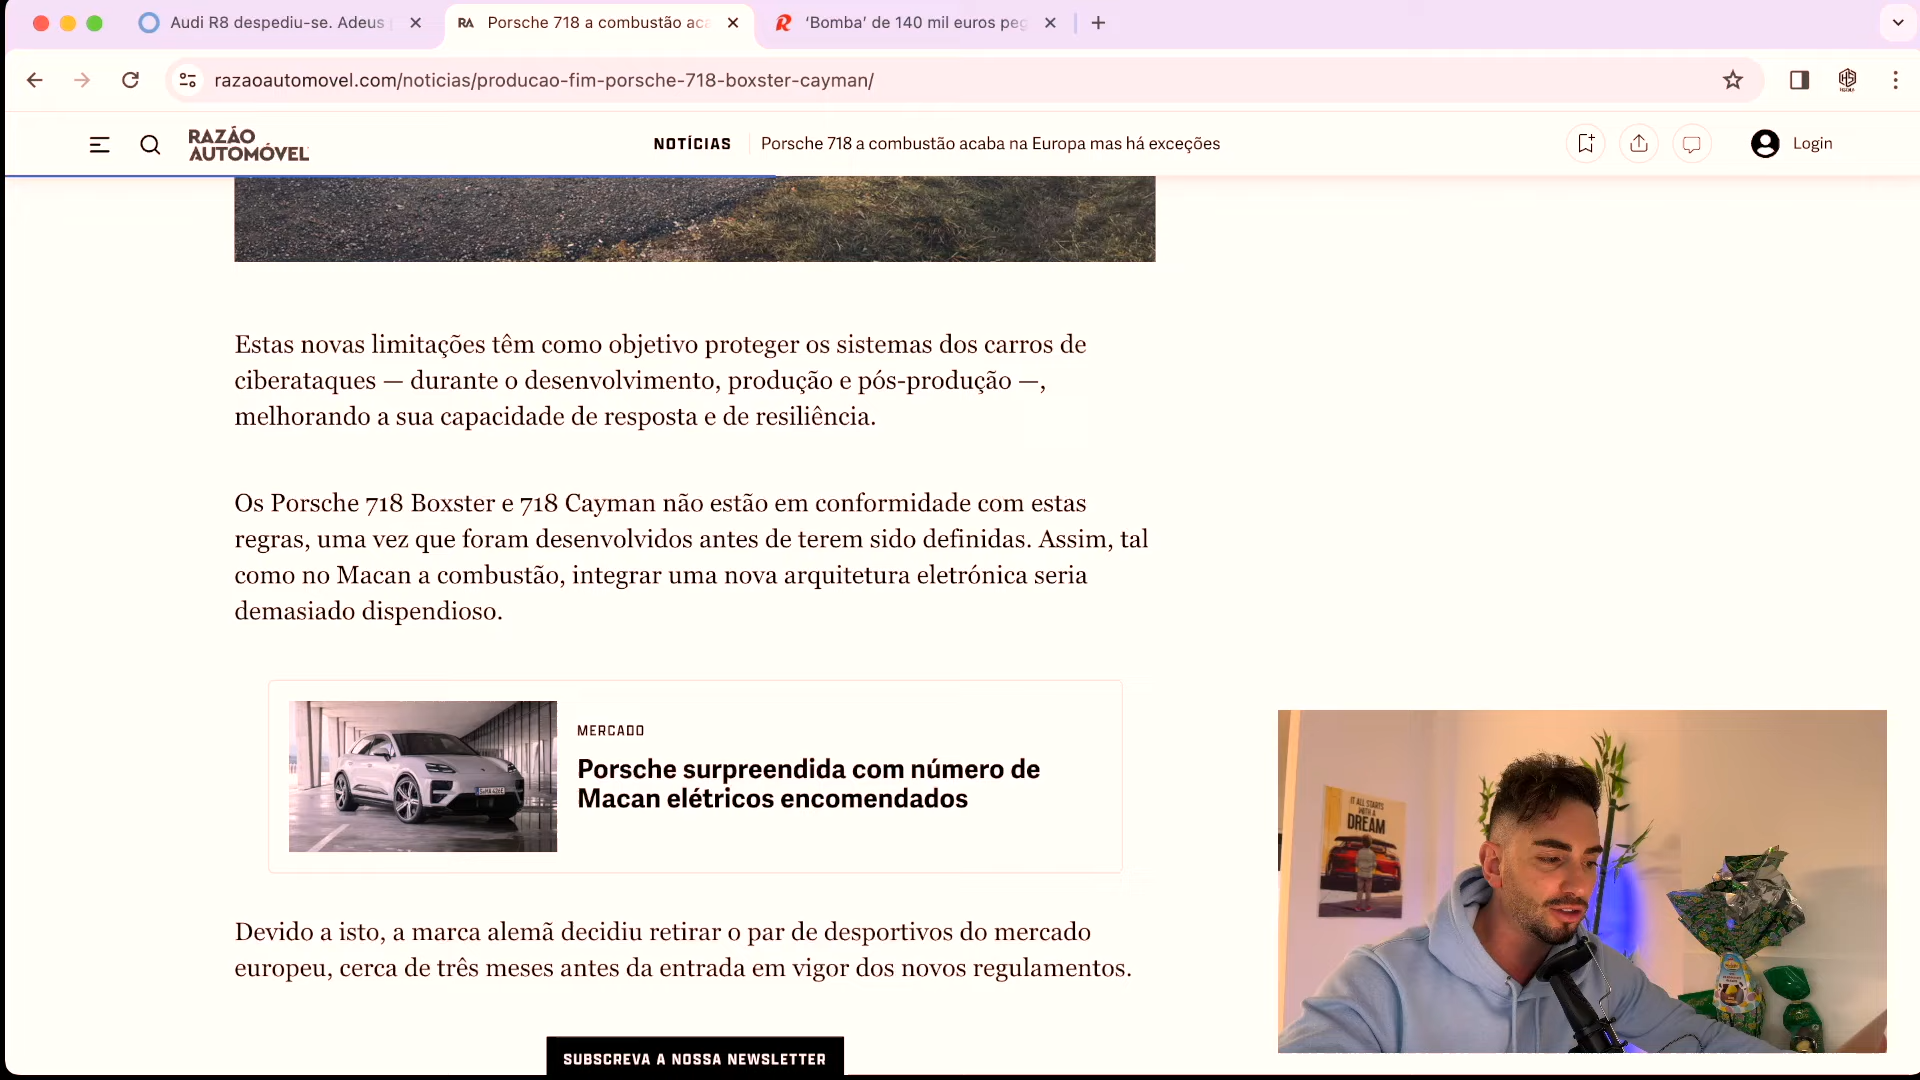 Audi R8 despediu-se. Adeus
RA
Porsche 718 a combustão aca
'Bomba' de 140 mil euros peg
razaoautomovel.com/noticias/producao-fim-porsche-718-boxster-cayman/
RAZÃO
AUTOMÓVEL
NOTÍCIAS
Porsche 718 a combustão acaba na Europa mas há exceções
Login
Estas novas limitações têm como objetivo proteger os sistemas dos carros de
ciberataques — durante o desenvolvimento, produção e pós-produção —,
melhorando a sua capacidade de resposta e de resiliência.
Os Porsche 718 Boxster e 718 Cayman não estão em conformidade com estas
regras, uma vez que foram desenvolvidos antes de terem sido definidas. Assim, tal
como no Macan a combustão, integrar uma nova arquitetura eletrónica seria
demasiado dispendioso.
MERCADO
Porsche surpreendida com número de
Macan elétricos encomendados
Devido a isto, a marca alemã decidiu retirar o par de desportivos do mercado
europeu, cerca de três meses antes da entrada em vigor dos novos regulamentos.
SUBSCREVA A NOSSA NEWSLETTER
IT ALL STARTS
WITH A
DREAM